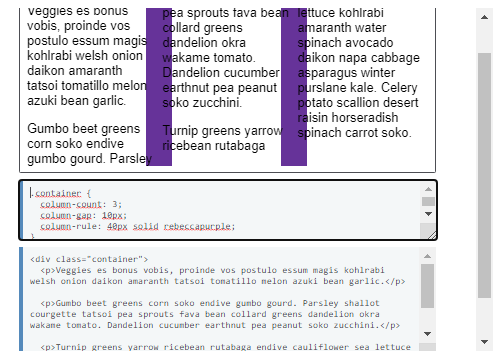 Veggies es bonus
vobis, proinde vos
postulo essum magis
kohlrabi welsh onion
daikon amaranth
tatsoi tomatillo melon
azuki bean garlic.
Gumbo beet greens
corn soko endive
gumbo gourd. Parsley
pea sprouts fava bean
collard greens
dandelion okra
wakame tomato.
Dandelion cucumber
earthnut pea peanut
soko zucchini.
Turnip greens yarrow
ricebean rutabaga
lettuce kohlrabi
amaranth water
spinach avocado
daikon napa cabbage
asparagus winter
purslane kale. Celery
potato scallion desert
raisin horseradish
spinach carrot soko.
.container {
column-count: 3;
column-gap: 10px;
column-rule: 40px solid rebeccapurple;
}
<div class="container">
<p>Veggies es bonus vobis, proinde vos postulo essum magis kohlrabi
welsh onion daikon amaranth tatsoi tomatillo melon azuki bean garlic.</p>
<p>Gumbo beet greens corn soko endive gumbo gourd. Parsley shallot
courgette tatsoi pea sprouts fava bean collard greens dandelion okra
wakame tomato. Dandelion cucumber earthnut pea peanut soko zucchini.</p>
<p>Turnip greens yarrow ricebean rutabaga endive cauliflower sea lettuce